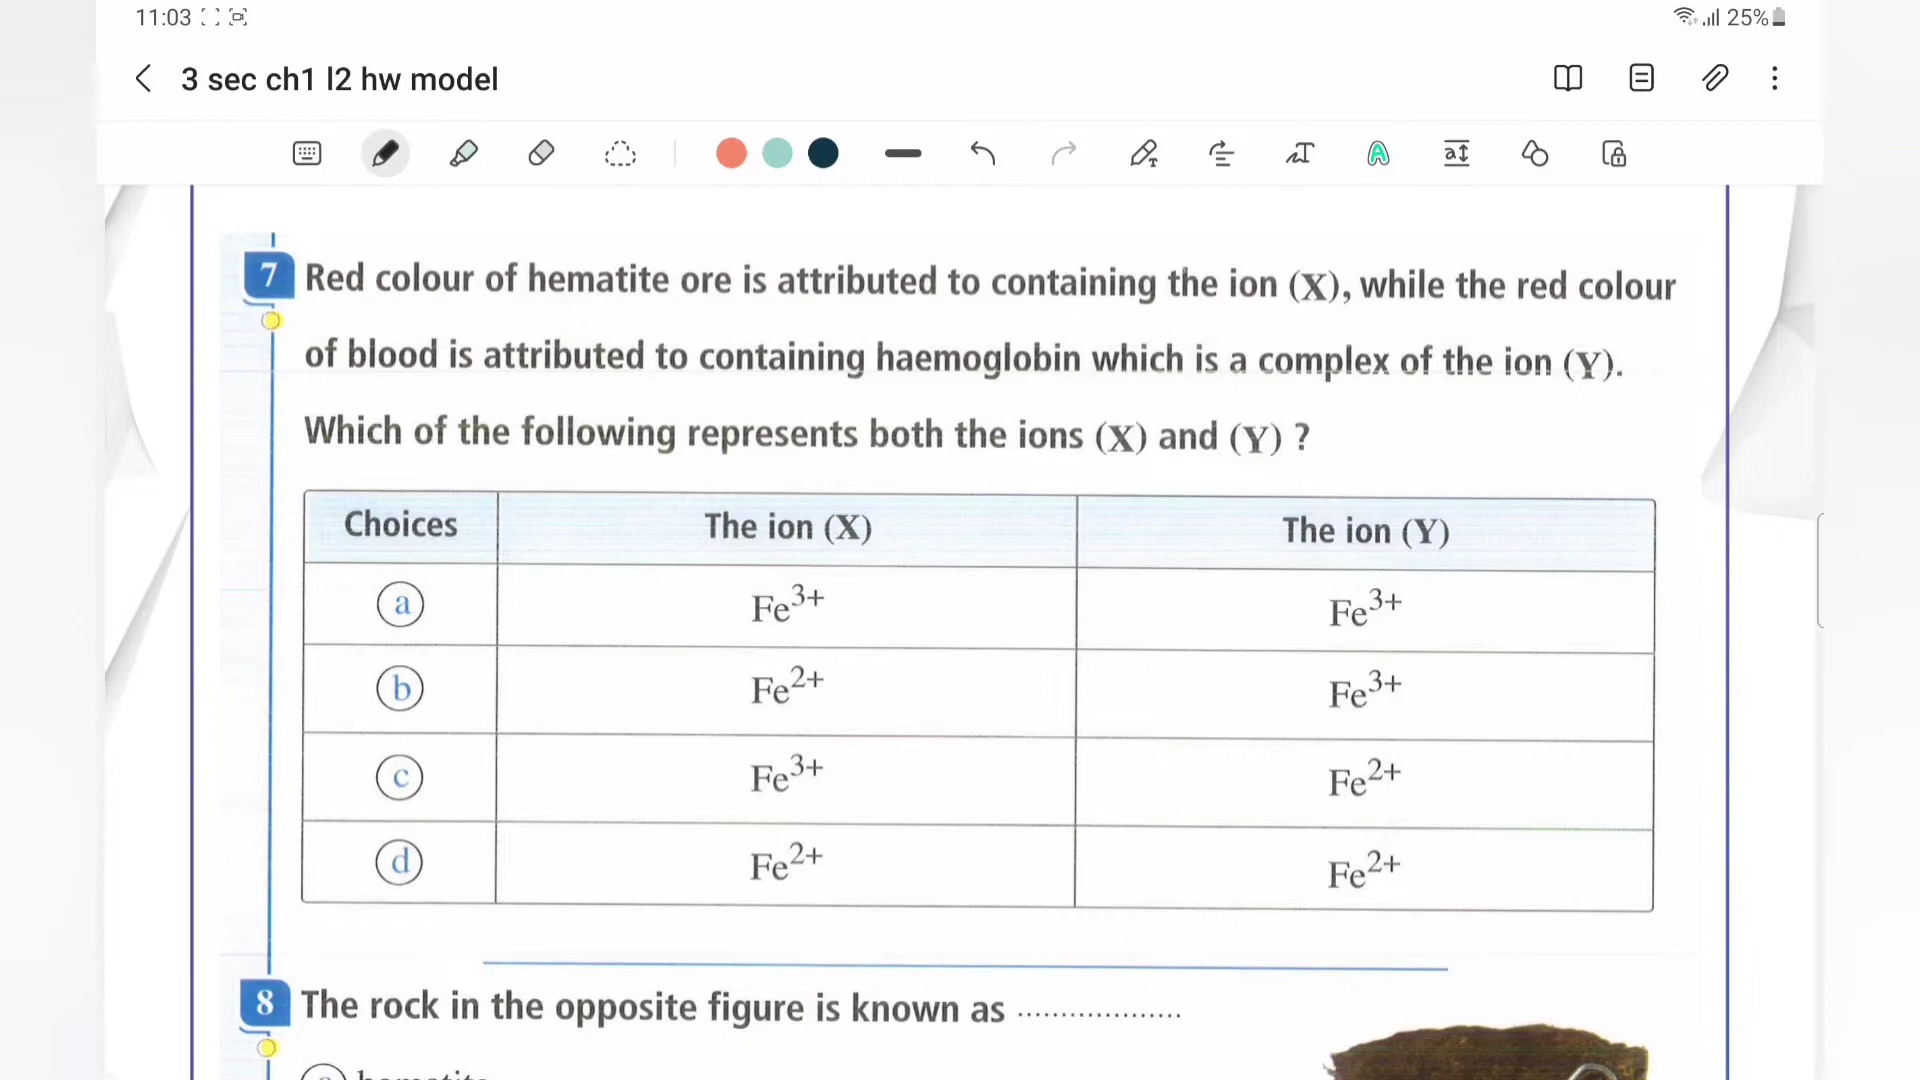 11:03
25%
3 sec ch1 l2 hw model
7 Red colour of hematite ore is attributed to containing the ion (X), while the red colour
of blood is attributed to containing haemoglobin which is a complex of the ion (Y).
Which of the following represents both the ions (X) and (Y) ?
Choices The ion (X) The ion (Y)
a Fe3+ Fe3+
b Fe2+ Fe3+
c Fe3+ Fe2+
d Fe2+ Fe2+
8 The rock in the opposite figure is known as ..................